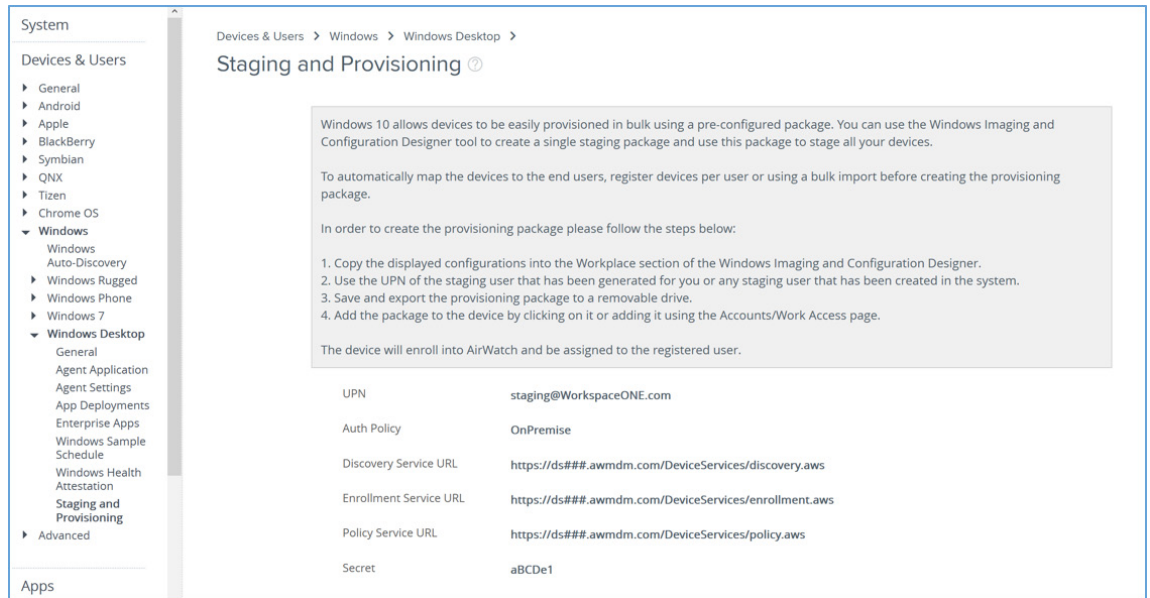 System
Devices & Users
General
Android
Apple
BlackBerry
Symbian
QNX
Tizen
Chrome OS
Windows
Windows
Auto-Discovery
Windows Rugged
Windows Phone
Windows 7
Windows Desktop
General
Agent Application
Agent Settings
App Deployments
Enterprise Apps
Windows Sample
Schedule
Windows Health
Attestation
Staging and
Provisioning
Advanced
Apps
Devices & Users > Windows > Windows Desktop >
Staging and Provisioning ?
Windows 10 allows devices to be easily provisioned in bulk using a pre-configured package. You can use the Windows Imaging and
Configuration Designer tool to create a single staging package and use this package to stage all your devices.
To automatically map the devices to the end users, register devices per user or using a bulk import before creating the provisioning
package.
In order to create the provisioning package please follow the steps below:
1. Copy the displayed configurations into the Workplace section of the Windows Imaging and Configuration Designer.
2. Use the UPN of the staging user that has been generated for you or any staging user that has been created in the system.
3. Save and export the provisioning package to a removable drive.
4. Add the package to the device by clicking on it or adding it using the Accounts/Work Access page.
The device will enroll into AirWatch and be assigned to the registered user.
UPN staging@WorkspaceONE.com
Auth Policy OnPremise
Discovery Service URL https://ds###.awmdm.com/DeviceServices/discovery.aws
Enrollment Service URL https://ds###.awmdm.com/DeviceServices/enrollment.aws
Policy Service URL https://ds###.awmdm.com/DeviceServices/policy.aws
Secret aBCDe1